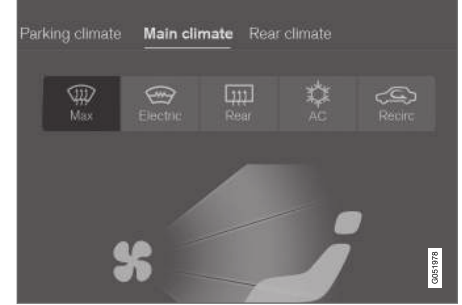 Parking climate Main climate Rear climate
Max Electric Rear AC Recirc
G051978